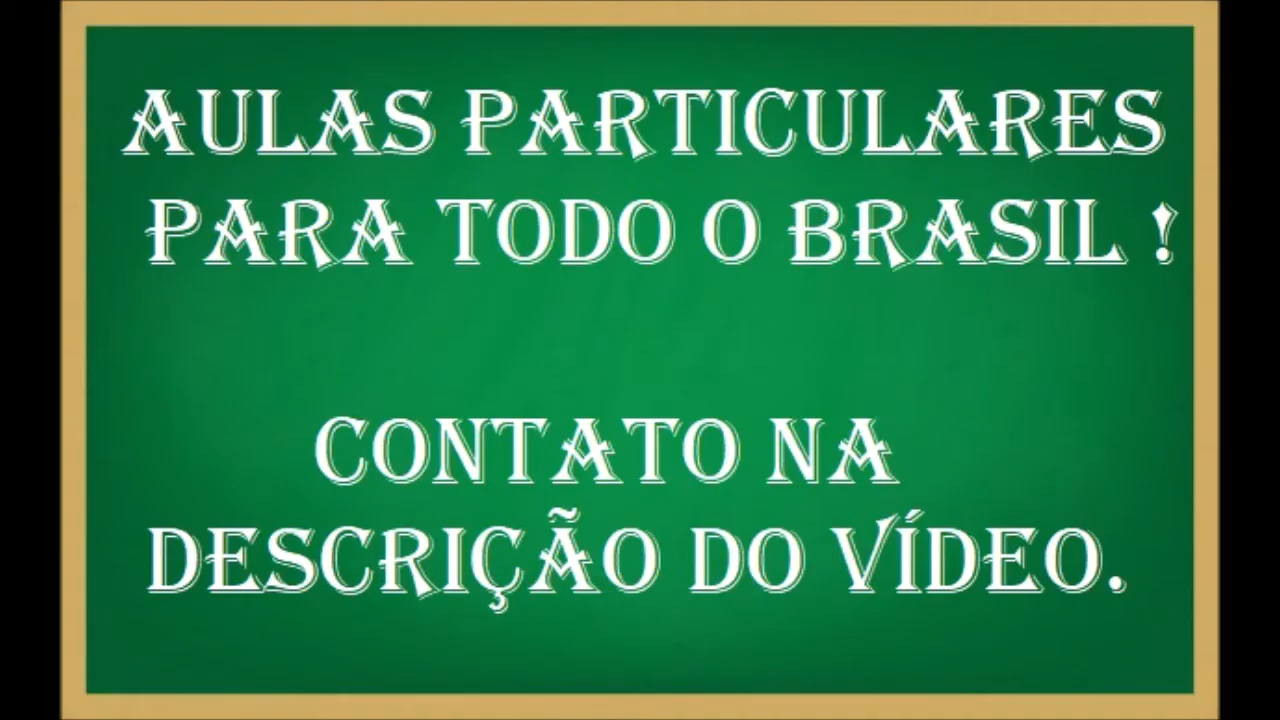 AULAS PARTICULARES
PARA TODO O BRASIL !
CONTATO NA
DESCRIÇÃO DO VÍDEO.